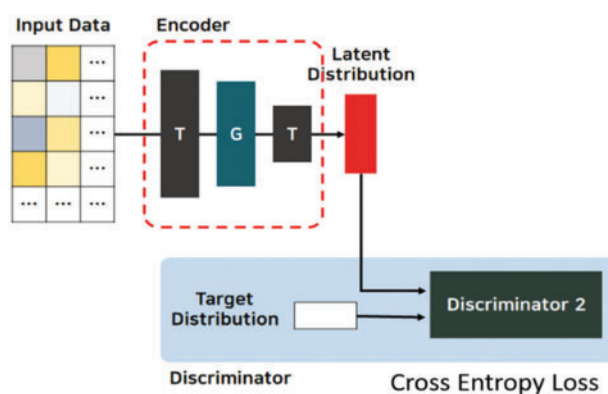 Input Data
Encoder
Latent
Distribution
...
...
...
...
... ... ...
T
G
T
Target
Distribution
Discriminator 2
Discriminator
Cross Entropy Loss